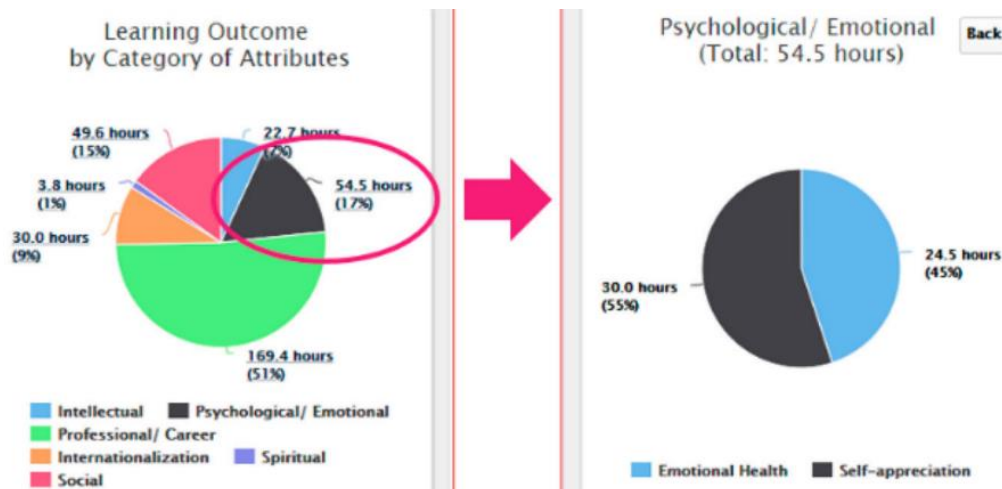 Learning Outcome
by Category of Attributes
49.6 hours
(15%)
22.7 hours
(7%)
3.8 hours
(1%)
54.5 hours
(17%)
30.0 hours
(9%)
169.4 hours
(51%)
Intellectual Psychological/ Emotional
Professional/ Career
Internationalization Spiritual
Social
Psychological/ Emotional
(Total: 54.5 hours)
Back
24.5 hours
(45%)
30.0 hours
(55%)
Emotional Health Self-appreciation